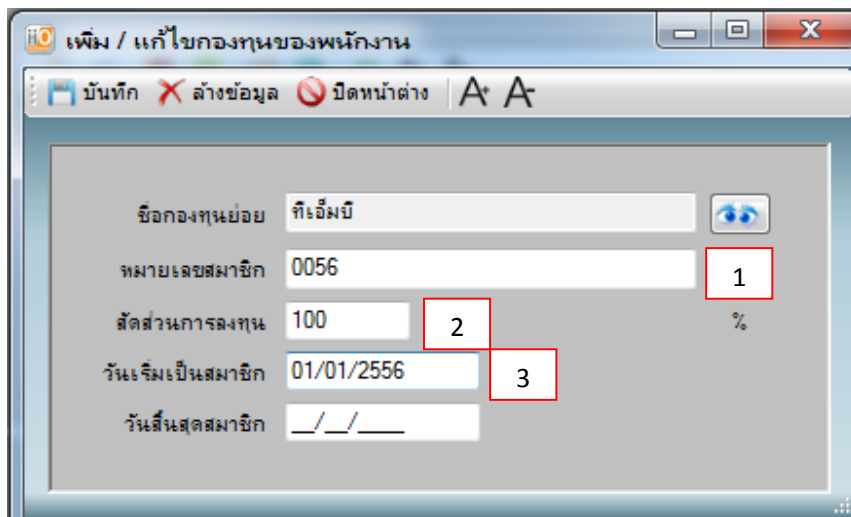 เพิ่ม / แก้ไขกองทุนของพนักงาน
บันทึก ล้างข้อมูล ปิดหน้าต่าง A+ A-
ชื่อกองทุนย่อย ทีเอ็มบี
หมายเลขสมาชิก 0056 1
สัดส่วนการลงทุน 100 2 %
วันเริ่มเป็นสมาชิก 01/01/2556 3
วันสิ้นสุดสมาชิก __/__/____